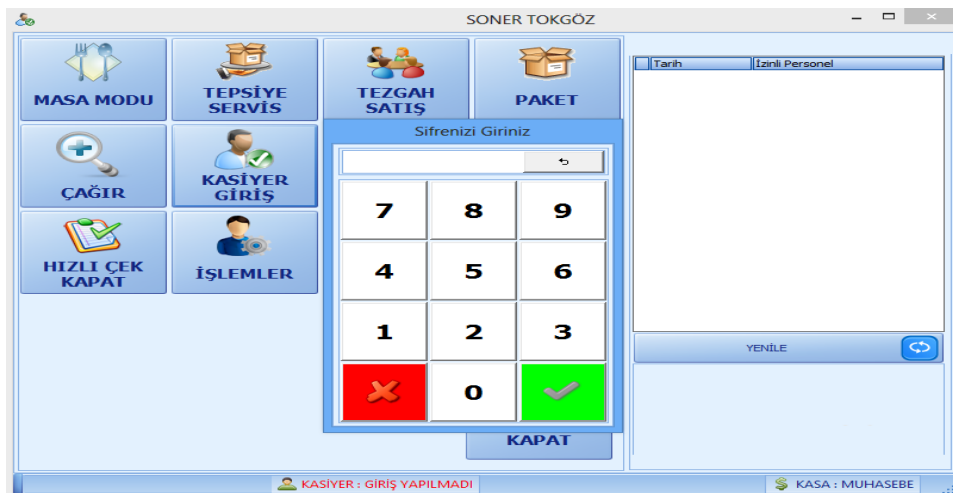 SONER TOKGÖZ
MASA MODU
TEPSİYE
SERVİS
TEZGAH
SATIŞ
PAKET
Tarih
İzinli Personel
Sifrenizi Giriniz
ÇAĞIR
KASİYER
GİRİŞ
7
8
9
HIZLI ÇEK
KAPAT
İŞLEMLER
4
5
6
1
2
3
YENİLE
0
KAPAT
KASİYER : GİRİŞ YAPILMADI
KASA : MUHASEBE